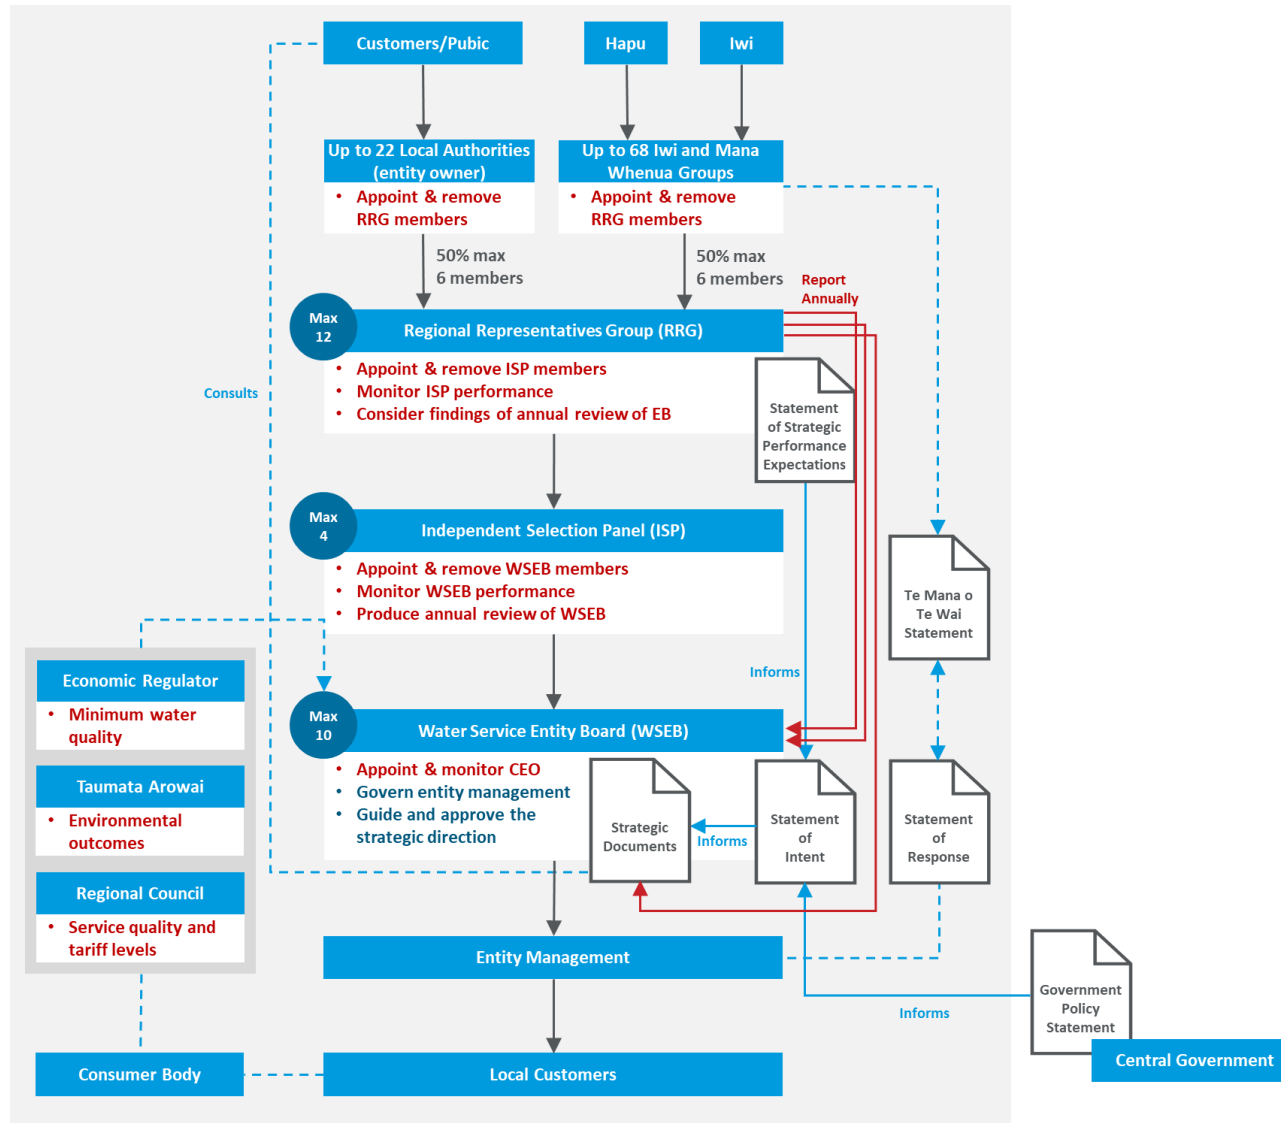 Customers/Pubic
Hapu
Iwi
Up to 22 Local Authorities
(entity owner)
• Appoint & remove
RRG members
Up to 68 Iwi and Mana
Whenua Groups
• Appoint & remove
RRG members
50% max
6 members
50% max
6 members
Report
Annually
Max
12
Regional Representatives Group (RRG)
• Appoint & remove ISP members
• Monitor ISP performance
• Consider findings of annual review of EB
Statement
of Strategic
Performance
Expectations
Consults
Max
4
Independent Selection Panel (ISP)
• Appoint & remove WSEB members
• Monitor WSEB performance
• Produce annual review of WSEB
Te Mana o
Te Wai
Statement
Informs
Economic Regulator
• Minimum water
quality
Taumata Arowai
• Environmental
outcomes
Regional Council
• Service quality and
tariff levels
Max
10
Water Service Entity Board (WSEB)
• Appoint & monitor CEO
• Govern entity management
• Guide and approve the
strategic direction
Strategic
Documents
Informs
Statement
of
Intent
Statement
of
Response
Entity Management
Government
Policy
Statement
Informs
Central Government
Consumer Body
Local Customers